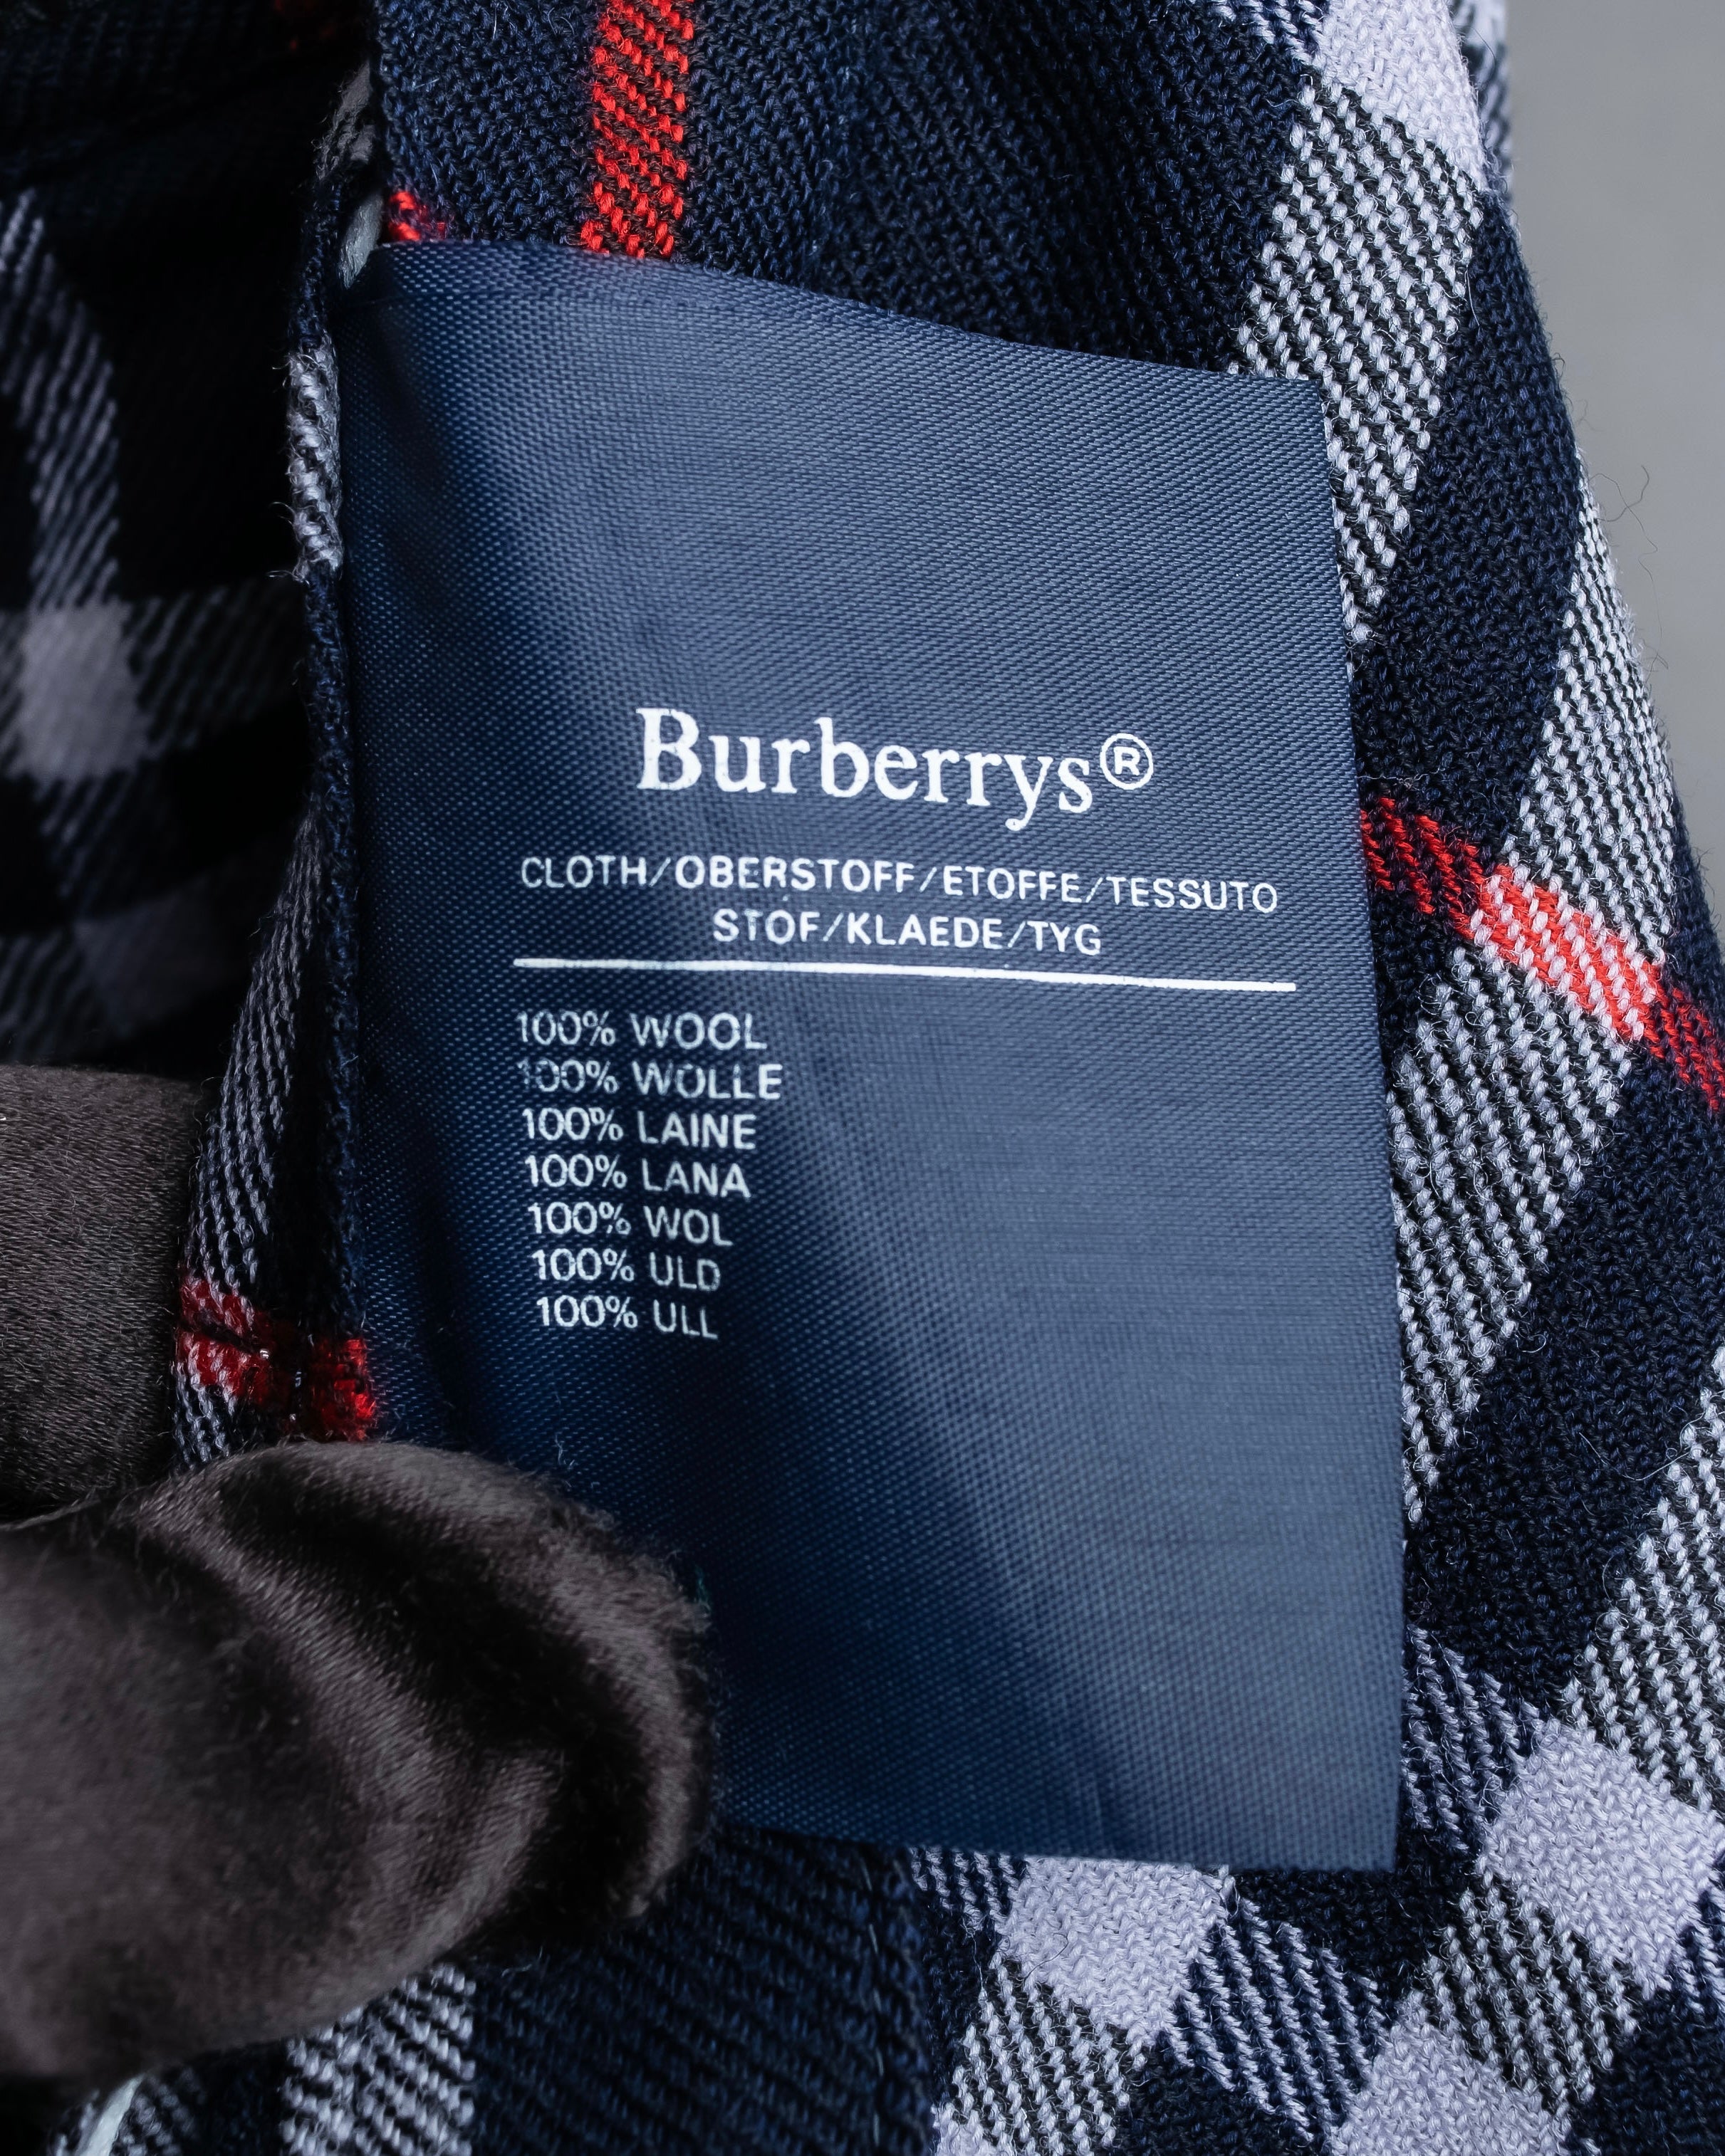 Burberrys®
CLOTH/OBERSTOFF/ETOFFE/TESSUTO
STOF/KLAEDE/TYG
100% WOOL
100% WOLLE
100% LAINE
100% LANA
100% WOL
100% ULD
100% ULL